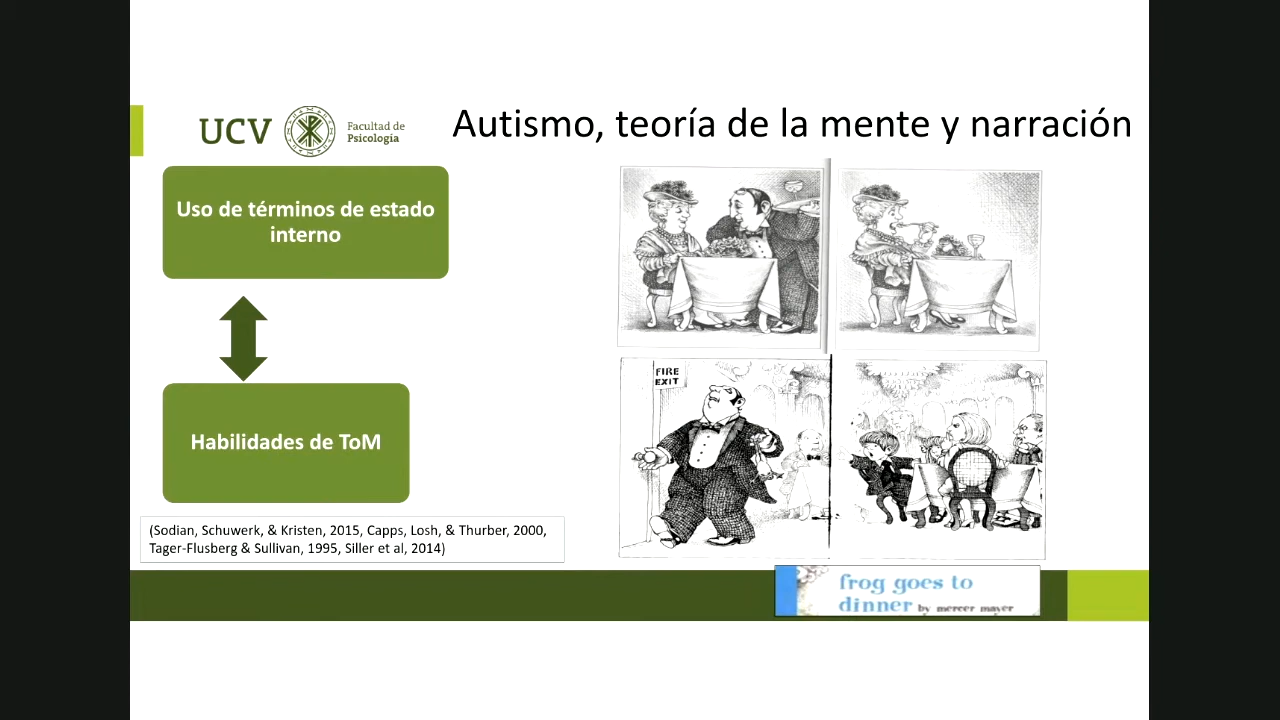 UCV
Facultad de
Psicología
Autismo, teoría de la mente y narración
Uso de términos de estado
interno
Habilidades de ToM
(Sodian, Schuwerk, & Kristen, 2015, Capps, Losh, & Thurber, 2000,
Tager-Flusberg & Sullivan, 1995, Siller et al, 2014)
FIRE
EXIT
frog goes to
dinner by mercer mayer